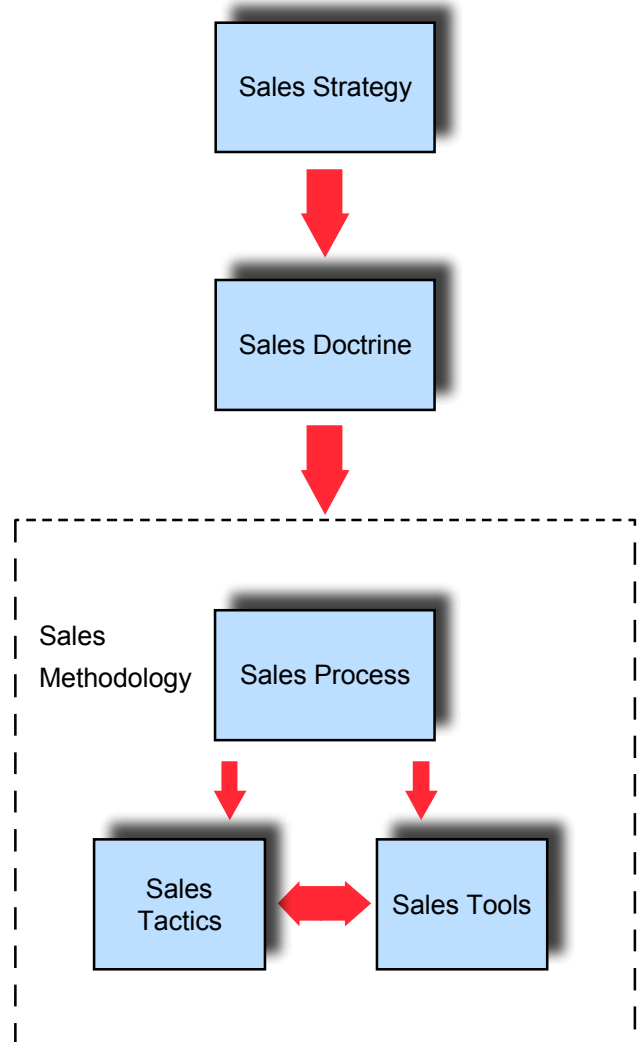 Sales Strategy
Sales Doctrine
Sales
Methodology
Sales Process
Sales
Tactics
Sales Tools